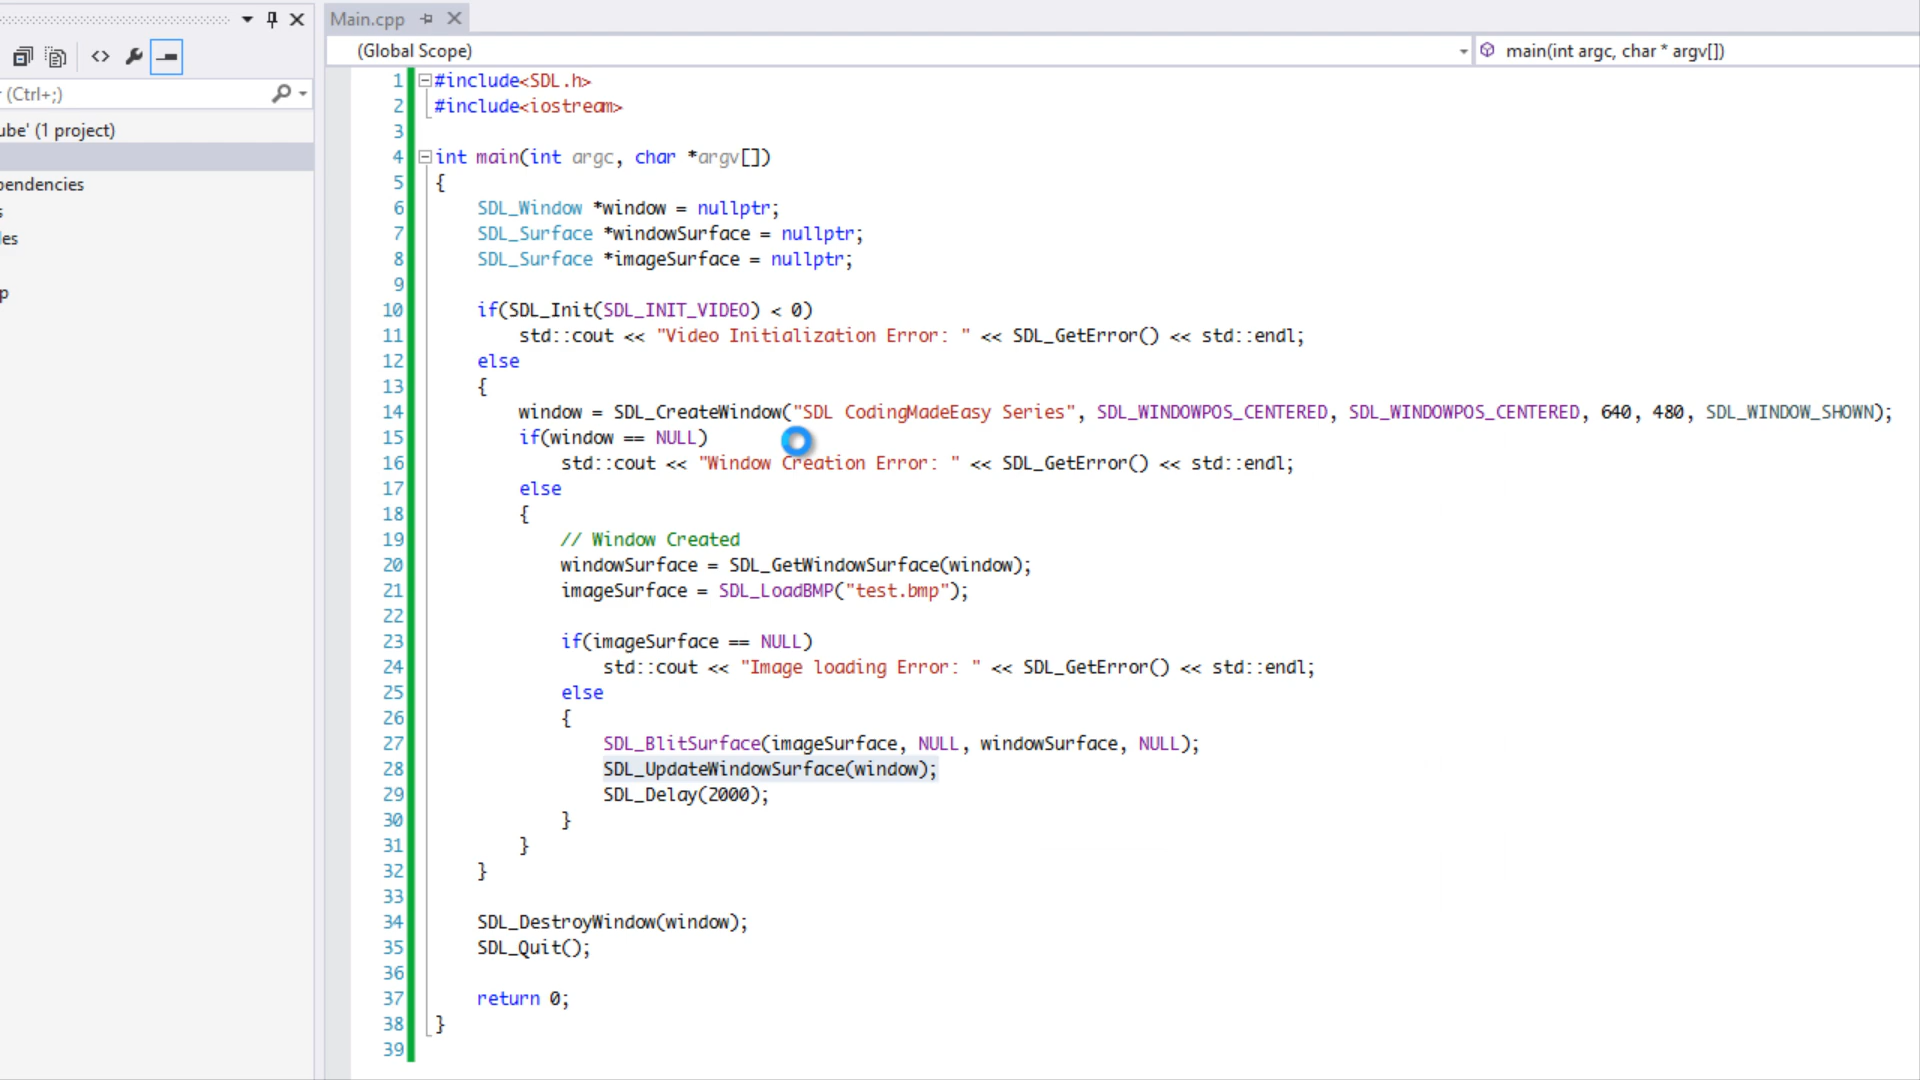 Main.cpp
(Global Scope)
main(int argc, char * argv[])
(Ctrl+;)
ube' (1 project)
pendencies
s
les
p
1 #include<SDL.h>
2 #include<iostream>
3
4 int main(int argc, char *argv[])
5 {
6 SDL_Window *window = nullptr;
7 SDL_Surface *windowSurface = nullptr;
8 SDL_Surface *imageSurface = nullptr;
9
10 if(SDL_Init(SDL_INIT_VIDEO) < 0)
11 std::cout << "Video Initialization Error: " << SDL_GetError() << std::endl;
12 else
13 {
14 window = SDL_CreateWindow("SDL CodingMadeEasy Series", SDL_WINDOWPOS_CENTERED, SDL_WINDOWPOS_CENTERED, 640, 480, SDL_WINDOW_SHOWN);
15 if(window == NULL)
16 std::cout << "Window Creation Error: " << SDL_GetError() << std::endl;
17 else
18 {
19 // Window Created
20 windowSurface = SDL_GetWindowSurface(window);
21 imageSurface = SDL_LoadBMP("test.bmp");
22
23 if(imageSurface == NULL)
24 std::cout << "Image loading Error: " << SDL_GetError() << std::endl;
25 else
26 {
27 SDL_BlitSurface(imageSurface, NULL, windowSurface, NULL);
28 SDL_UpdateWindowSurface(window);
29 SDL_Delay(2000);
30 }
31 }
32 }
33
34 SDL_DestroyWindow(window);
35 SDL_Quit();
36
37 return 0;
38 }
39